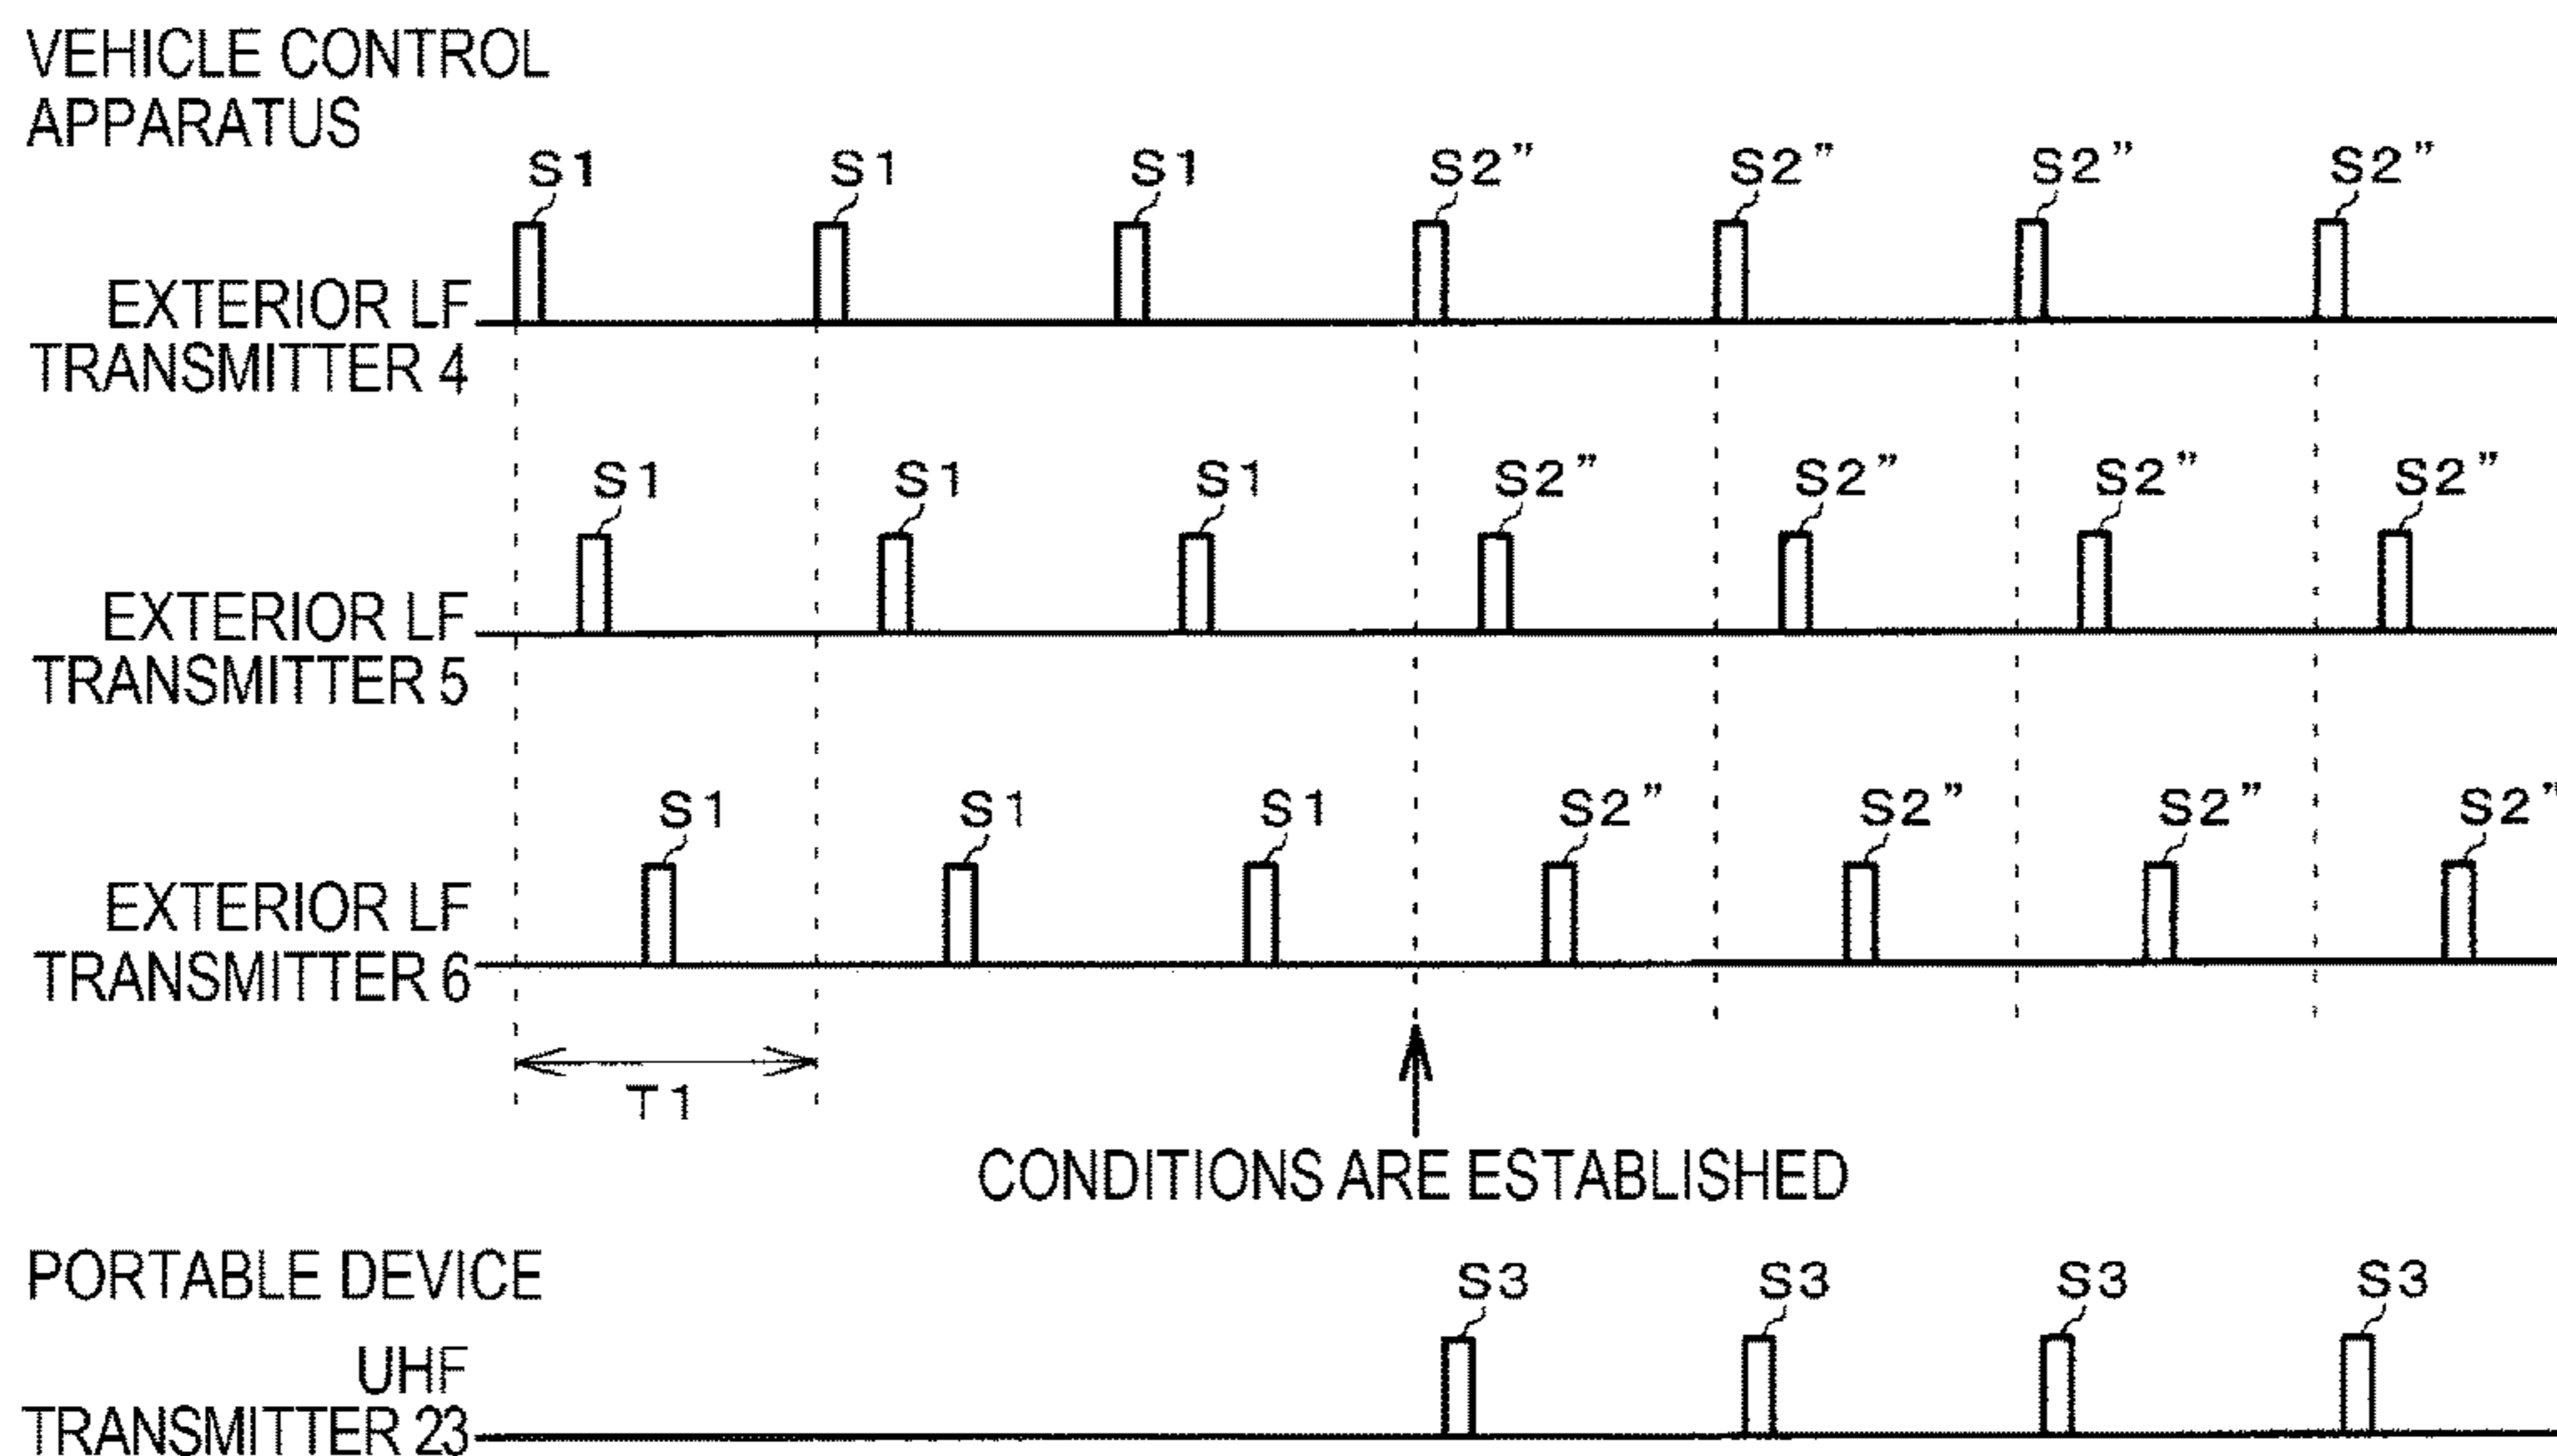 VEHICLE CONTROL
APPARATUS
S1 S1 S1 S2" S2" S2" S2"
EXTERIOR LF
TRANSMITTER 4
S1 S1 S1 S2" S2" S2" S2"
EXTERIOR LF
TRANSMITTER 5
S1 S1 S1 S2" S2" S2" S2"
EXTERIOR LF
TRANSMITTER 6
T1
CONDITIONS ARE ESTABLISHED
PORTABLE DEVICE
S3 S3 S3 S3
UHF
TRANSMITTER 23